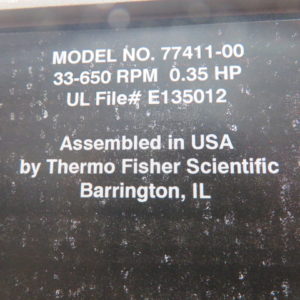 MODEL NO. 77411-00
33-650 RPM 0.35 HP
UL File# E135012
Assembled in USA
by Thermo Fisher Scientific
Barrington, IL